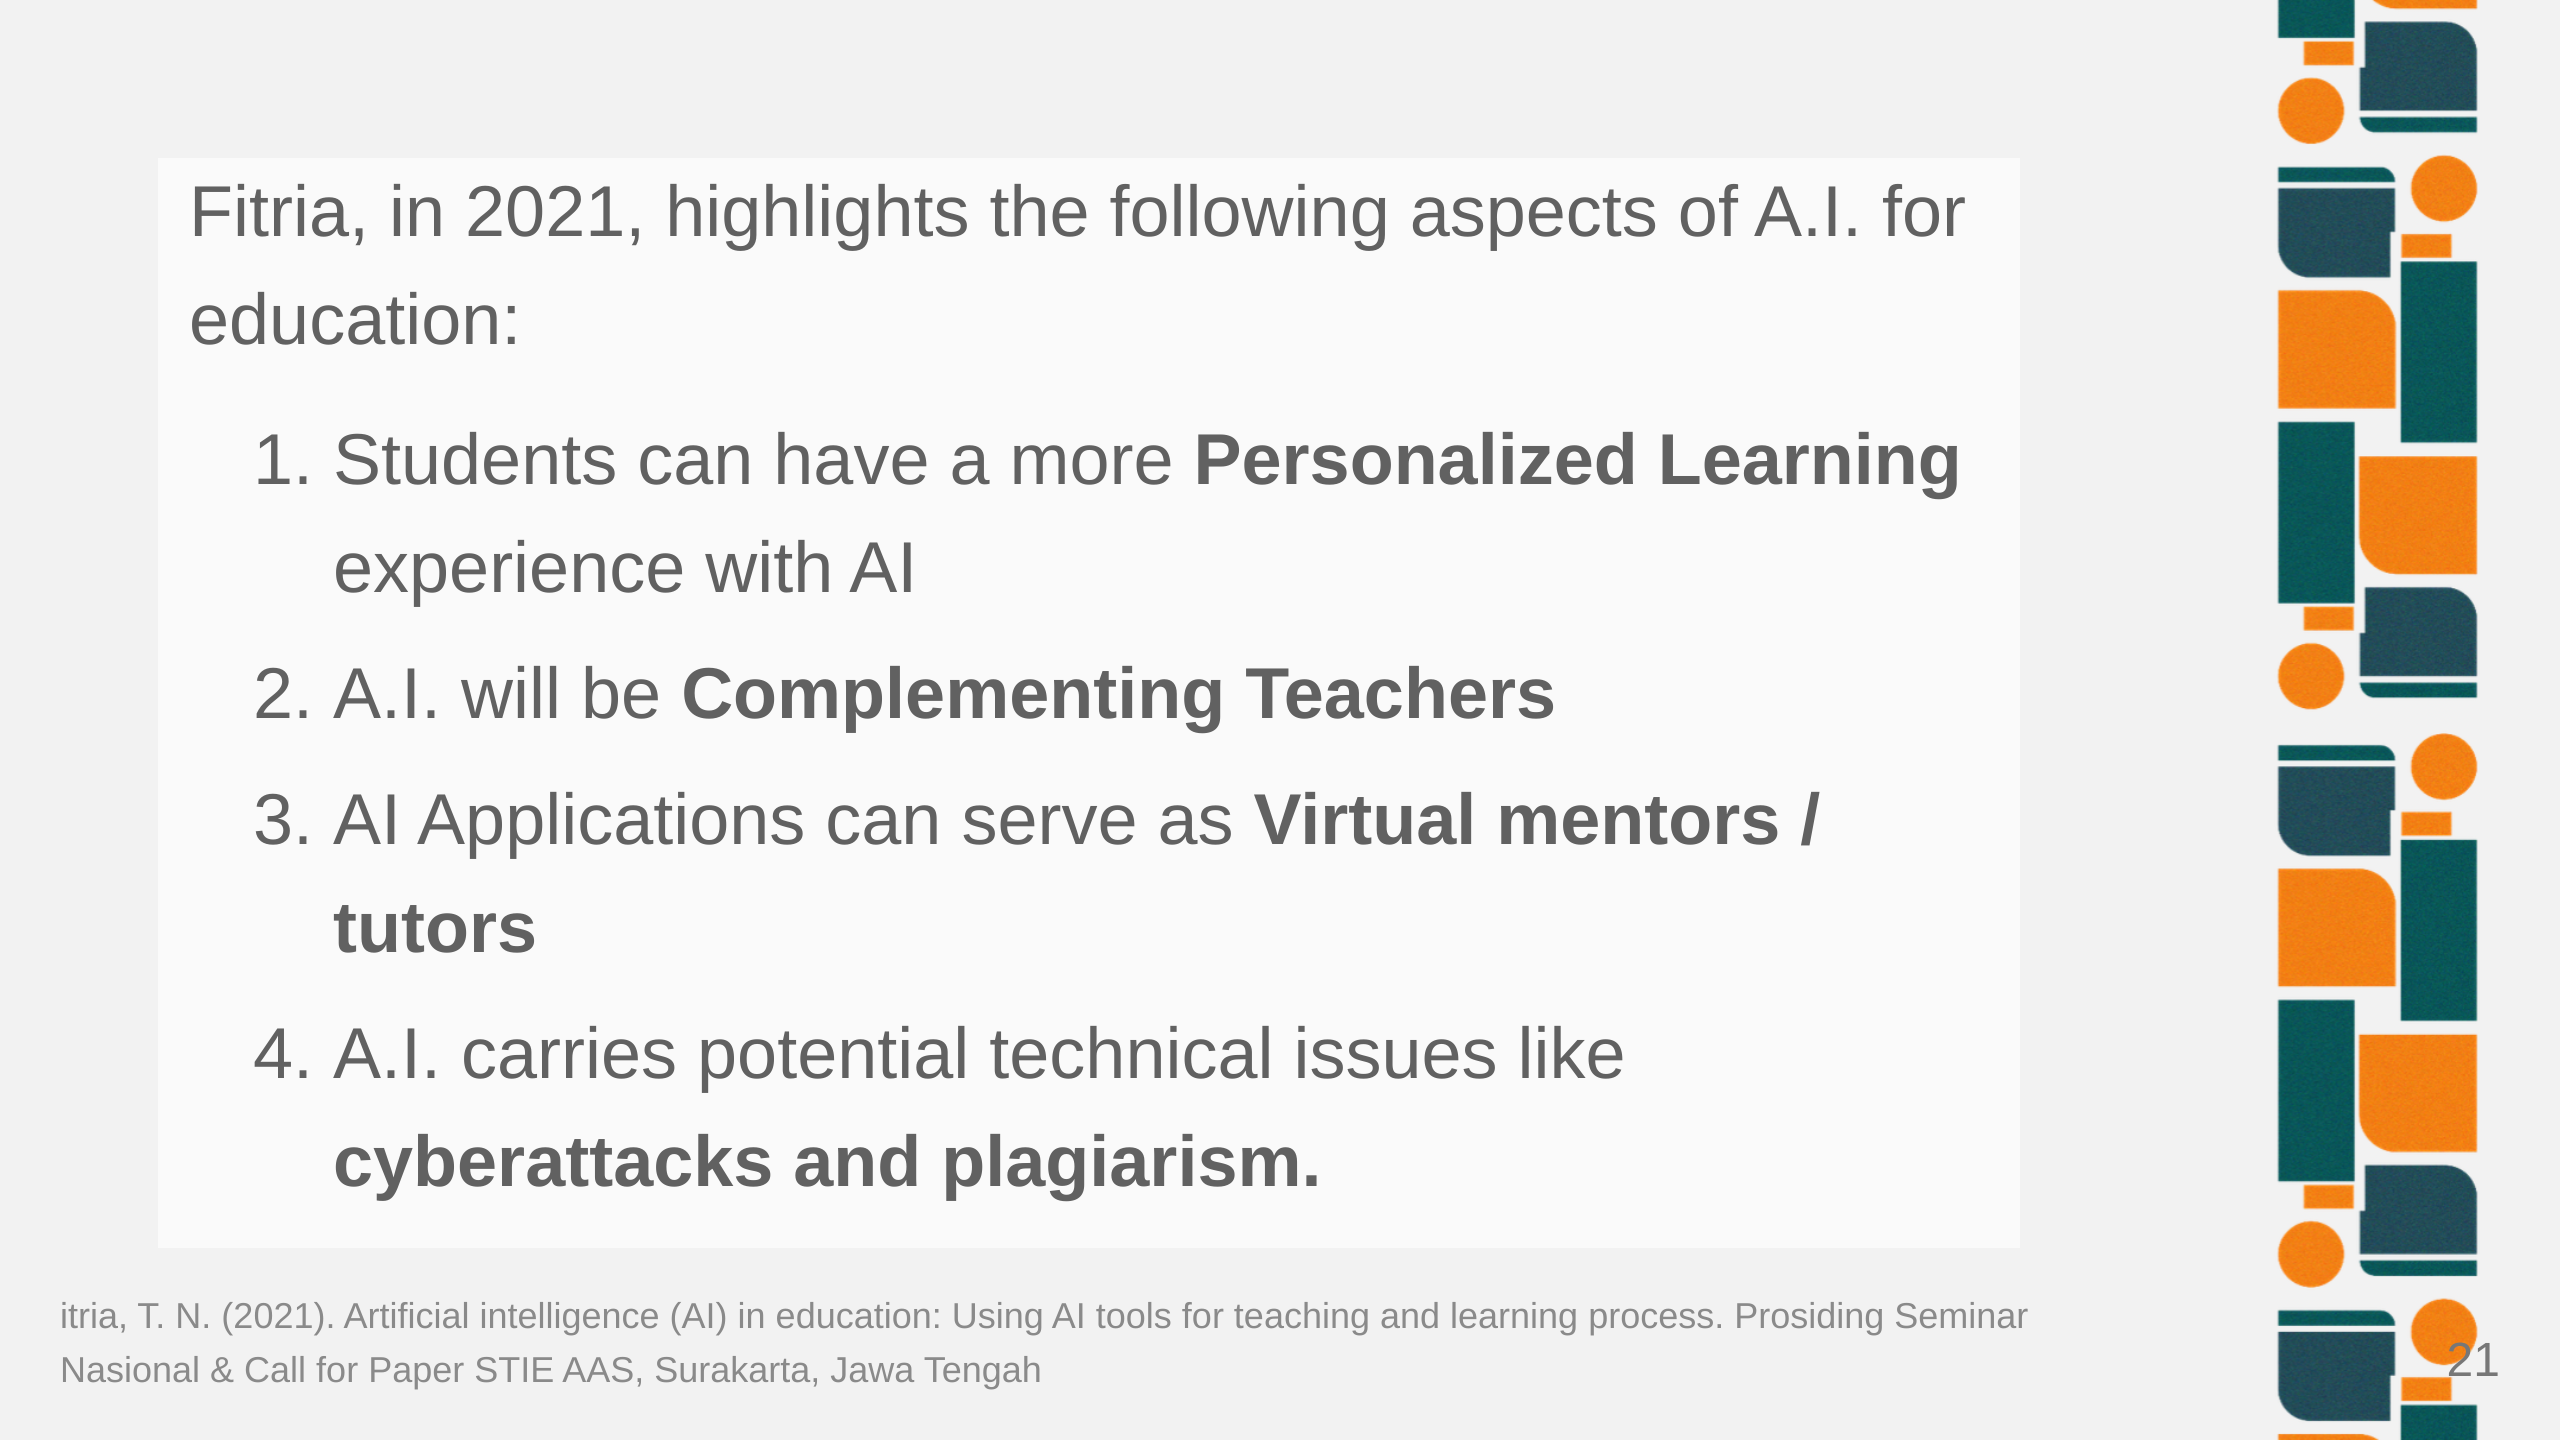 Fitria, in 2021, highlights the following aspects of A.I. for
education:
1. Students can have a more Personalized Learning
experience with AI
2. A.I. will be Complementing Teachers
3. AI Applications can serve as Virtual mentors /
tutors
4. A.I. carries potential technical issues like
cyberattacks and plagiarism.
itria, T. N. (2021). Artificial intelligence (AI) in education: Using AI tools for teaching and learning process. Prosiding Seminar
Nasional & Call for Paper STIE AAS, Surakarta, Jawa Tengah
21